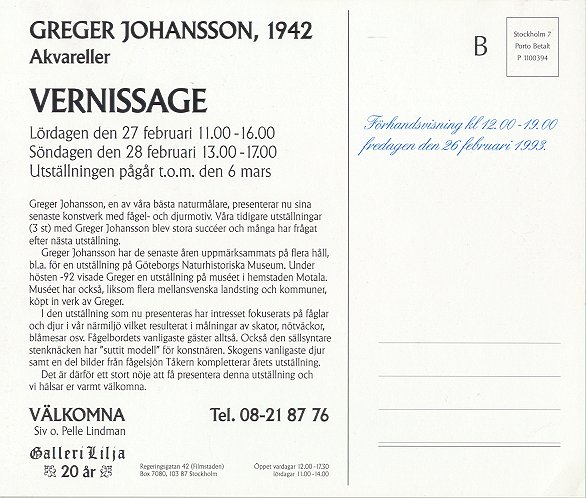 GREGER JOHANSSON, 1942
Akvareller
VERNISSAGE
Lördagen den 27 februari 11.00-16.00
Söndagen den 28 februari 13.00-17.00
Utställningen pågår t.o.m. den 6 mars
Greger Johansson, en av våra bästa naturmålare, presenterar nu sina
senaste konstverk med fågel- och djurmotiv. Våra tidigare utställningar
(3 st) med Greger Johansson blev stora succéer och många har frågat
efter nästa utställning.
Greger Johansson har de senaste åren uppmärksammats på flera håll,
bl.a. för en utställning på Göteborgs Naturhistoriska Museum. Under
hösten -92 visade Greger en utställning på muséet i hemstaden Motala.
Muséet har också, liksom flera mellansvenska landsting och kommuner,
köpt in verk av Greger.
I den utställning som nu presenteras har intresset fokuserats på fåglar
och djur i vår närmiljö vilket resulterat i målningar av skator, nötväckor,
blåmesar osv. Fågelbordets vanligaste gäster alltså. Också den sällsyntare
stenknäcken har "suttit modell" för konstnären. Skogens vanligaste djur
samt en del bilder från fågelsjön Tåkern kompletterar årets utställning.
Det är därför ett stort nöje att få presentera denna utställning och
vi hälsar er varmt välkomna.
VÄLKOMNA
Tel. 08-21 87 76
Siv o. Pelle Lindman
Galleri Lilja
20 år
Regeringsgatan 42 (Filmstaden)
Box 7080, 103 87 Stockholm
Öppet vardagar 12.00-17.30
lördagar 11.00-14.00
B
Stockholm 7
Porto Betalt
P 1100394
Förhandsvisning kl 12.00-19.00
fredagen den 26 februari 1993.